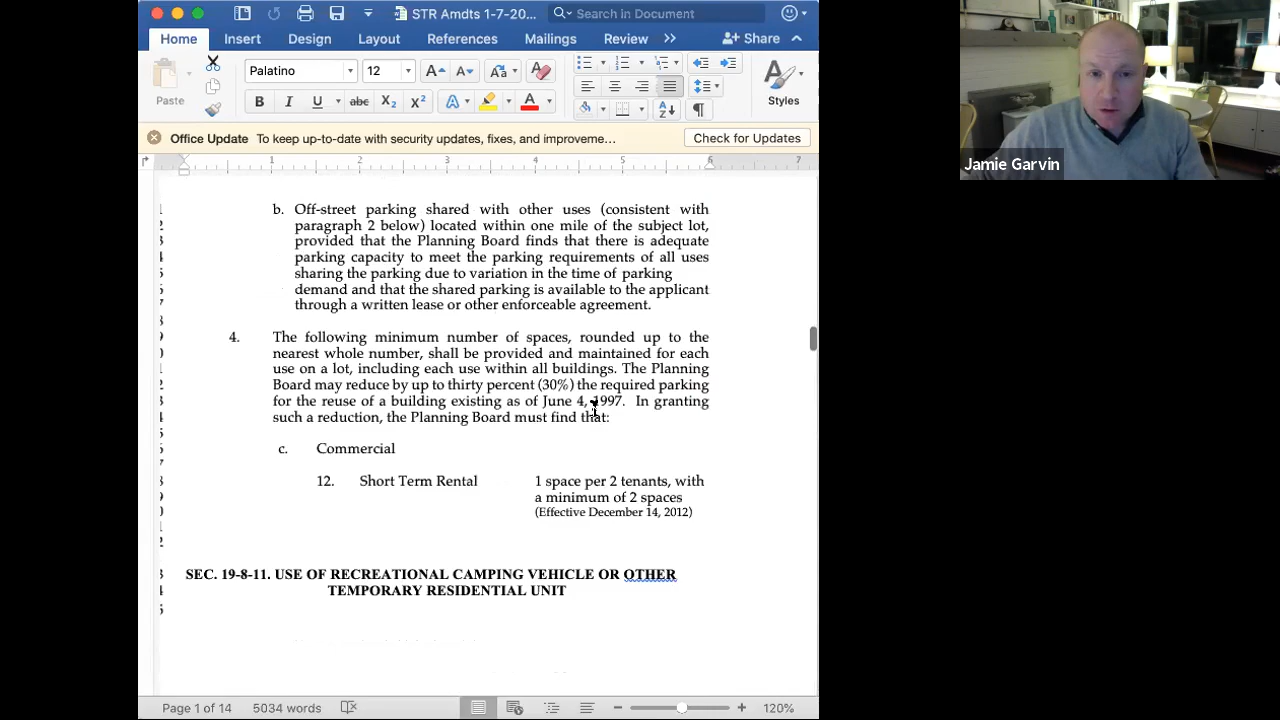 STR Amdts 1-7-20...
Search in Document
Home
Insert
Design
Layout
References
Mailings
Review
Share
Paste
Palatino
12
Styles
Office Update To keep up-to-date with security updates, fixes, and improveme...
Check for Updates
1 2 3 4 5 6 7
b. Off-street parking shared with other uses (consistent with
paragraph 2 below) located within one mile of the subject lot,
provided that the Planning Board finds that there is adequate
parking capacity to meet the parking requirements of all uses
sharing the parking due to variation in the time of parking
demand and that the shared parking is available to the applicant
through a written lease or other enforceable agreement.
4. The following minimum number of spaces, rounded up to the
nearest whole number, shall be provided and maintained for each
use on a lot, including each use within all buildings. The Planning
Board may reduce by up to thirty percent (30%) the required parking
for the reuse of a building existing as of June 4, 1997. In granting
such a reduction, the Planning Board must find that:
c. Commercial
12. Short Term Rental 1 space per 2 tenants, with
a minimum of 2 spaces
(Effective December 14, 2012)
SEC. 19-8-11. USE OF RECREATIONAL CAMPING VEHICLE OR OTHER
TEMPORARY RESIDENTIAL UNIT
Page 1 of 14
5034 words
120%
Jamie Garvin